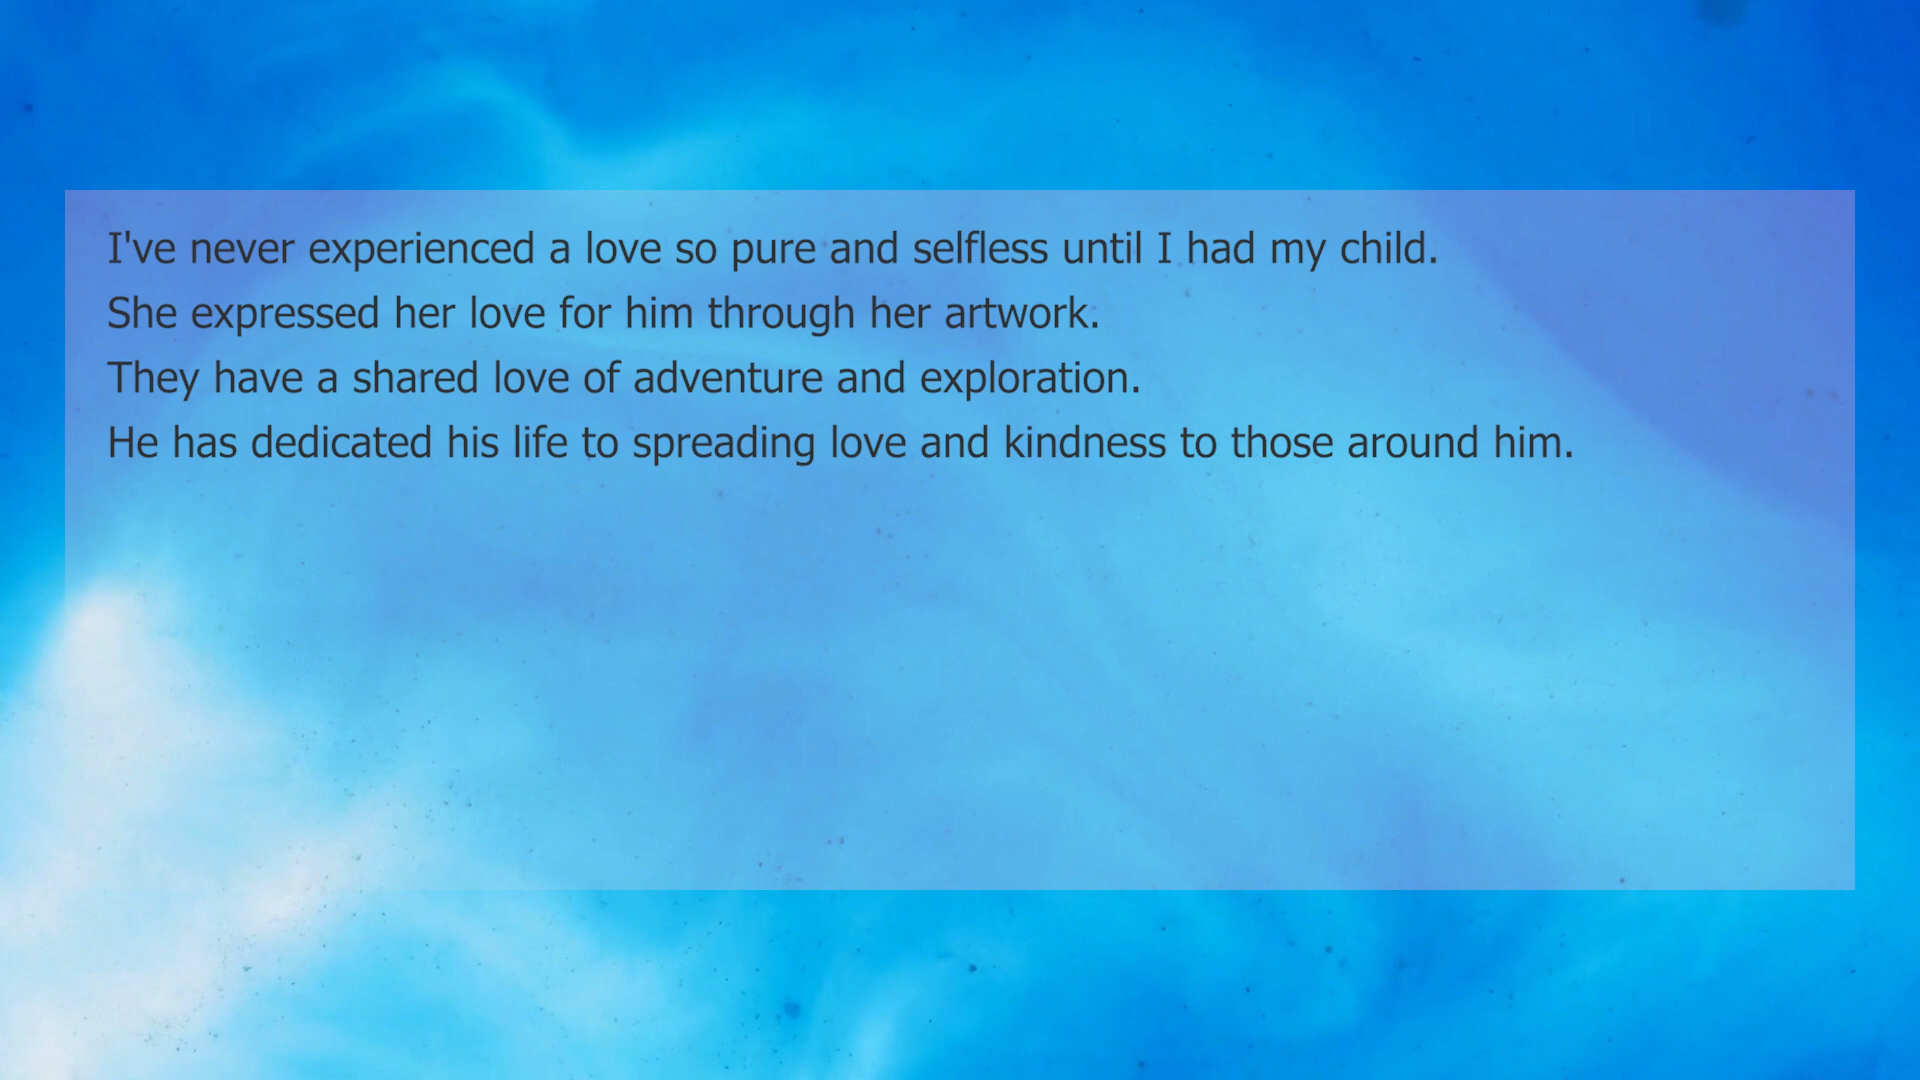 I've never experienced a love so pure and selfless until I had my child.
She expressed her love for him through her artwork.
They have a shared love of adventure and exploration.
He has dedicated his life to spreading love and kindness to those around him.